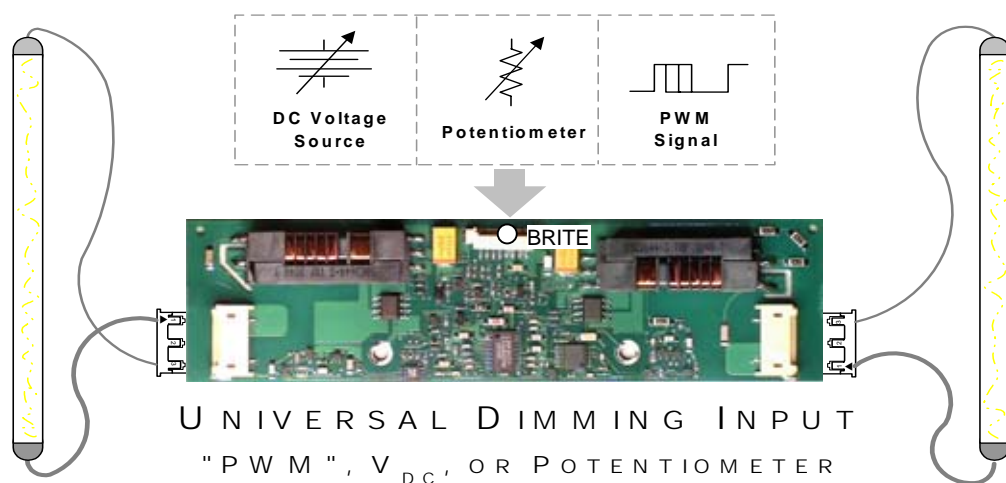 DC Voltage
Source
Potentiometer
PWM
Signal
BRITE
UNIVERSAL DIMMING INPUT
"PWM", VDC, OR POTENTIOMETER